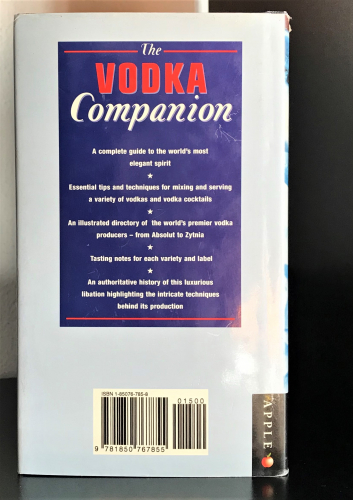 The
VODKA
Companion
A complete guide to the world's most
elegant spirit
★
Essential tips and techniques for mixing and serving
a variety of vodkas and vodka cocktails
★
An illustrated directory of the world's premier vodka
producers – from Absolut to Zytnia
★
Tasting notes for each variety and label
★
An authoritative history of this luxurious
libation highlighting the intricate techniques
behind its production
ISBN 1-85076-785-8
01500
9 781850 767855
APPLE